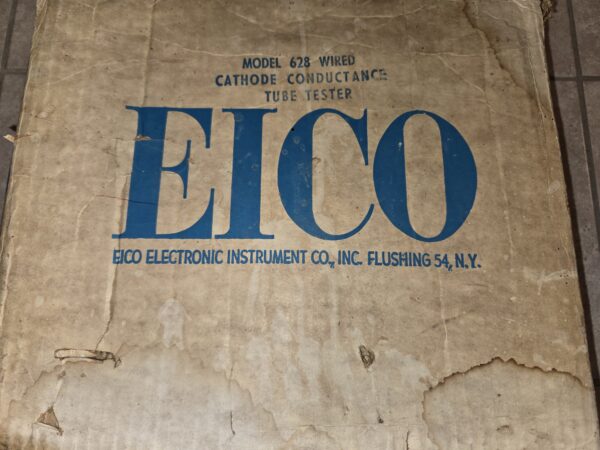 MODEL 628 WIRED
CATHODE CONDUCTANCE
TUBE TESTER
EICO
EICO ELECTRONIC INSTRUMENT CO., INC. FLUSHING 54, N.Y.